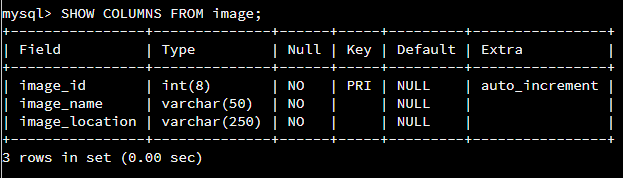 mysql> SHOW COLUMNS FROM image;
+----------------+--------------+------+-----+---------+----------------+
| Field          | Type         | Null | Key | Default | Extra          |
+----------------+--------------+------+-----+---------+----------------+
| image_id       | int(8)       | NO   | PRI | NULL    | auto_increment |
| image_name     | varchar(50)  | NO   |     | NULL    |                |
| image_location | varchar(250) | NO   |     | NULL    |                |
+----------------+--------------+------+-----+---------+----------------+
3 rows in set (0.00 sec)